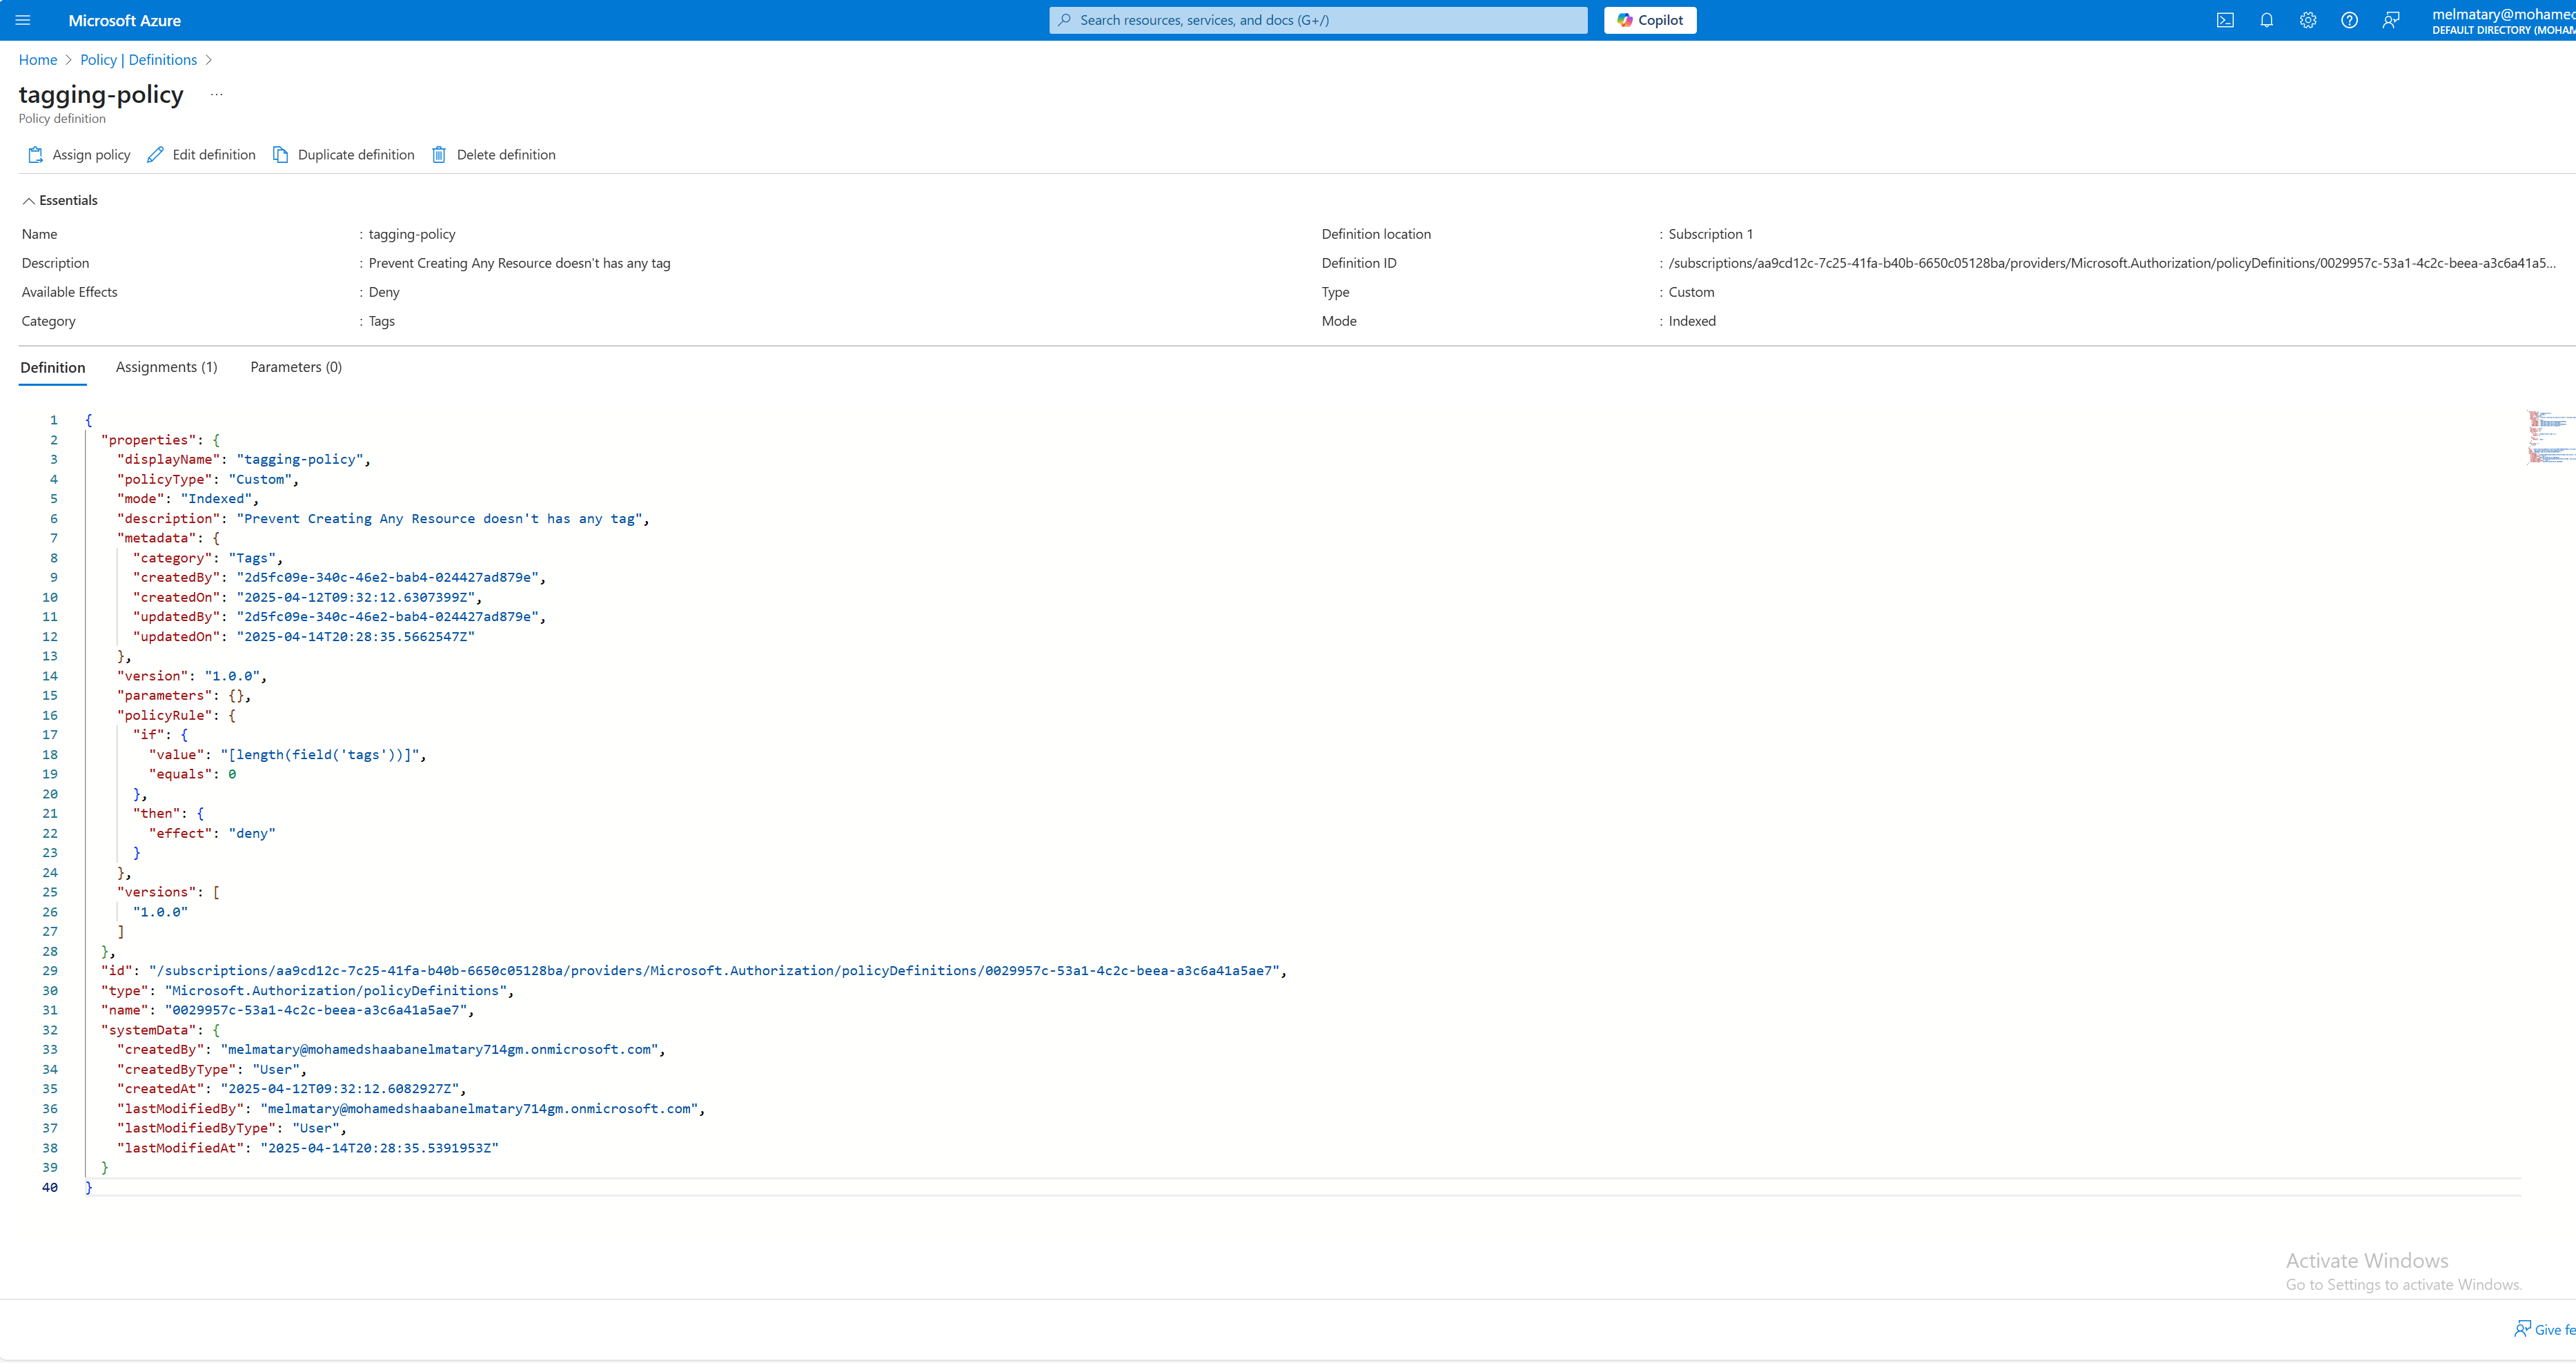 Microsoft Azure
Search resources, services, and docs (G+/)
Copilot
melmatary@mohamed
DEFAULT DIRECTORY (MOHAM
Home > Policy | Definitions >
tagging-policy ...
Policy definition
Assign policy Edit definition Duplicate definition Delete definition
Essentials
Name : tagging-policy
Definition location : Subscription 1
Description : Prevent Creating Any Resource doesn't has any tag
Definition ID : /subscriptions/aa9cd12c-7c25-41fa-b40b-6650c05128ba/providers/Microsoft.Authorization/policyDefinitions/0029957c-53a1-4c2c-beea-a3c6a41a5...
Available Effects : Deny
Type : Custom
Category : Tags
Mode : Indexed
Definition Assignments (1) Parameters (0)
1 {
2 "properties": {
3 "displayName": "tagging-policy",
4 "policyType": "Custom",
5 "mode": "Indexed",
6 "description": "Prevent Creating Any Resource doesn't has any tag",
7 "metadata": {
8 "category": "Tags",
9 "createdBy": "2d5fc09e-340c-46e2-bab4-024427ad879e",
10 "createdOn": "2025-04-12T09:32:12.6307399Z",
11 "updatedBy": "2d5fc09e-340c-46e2-bab4-024427ad879e",
12 "updatedOn": "2025-04-14T20:28:35.5662547Z"
13 },
14 "version": "1.0.0",
15 "parameters": {},
16 "policyRule": {
17 "if": {
18 "value": "[length(field('tags'))]",
19 "equals": 0
20 },
21 "then": {
22 "effect": "deny"
23 }
24 },
25 "versions": [
26 "1.0.0"
27 ]
28 },
29 "id": "/subscriptions/aa9cd12c-7c25-41fa-b40b-6650c05128ba/providers/Microsoft.Authorization/policyDefinitions/0029957c-53a1-4c2c-beea-a3c6a41a5ae7",
30 "type": "Microsoft.Authorization/policyDefinitions",
31 "name": "0029957c-53a1-4c2c-beea-a3c6a41a5ae7",
32 "systemData": {
33 "createdBy": "melmatary@mohamedshaabanelmatary714gm.onmicrosoft.com",
34 "createdByType": "User",
35 "createdAt": "2025-04-12T09:32:12.6082927Z",
36 "lastModifiedBy": "melmatary@mohamedshaabanelmatary714gm.onmicrosoft.com",
37 "lastModifiedByType": "User",
38 "lastModifiedAt": "2025-04-14T20:28:35.5391953Z"
39 }
40 }
Activate Windows
Go to Settings to activate Windows.
Give fe